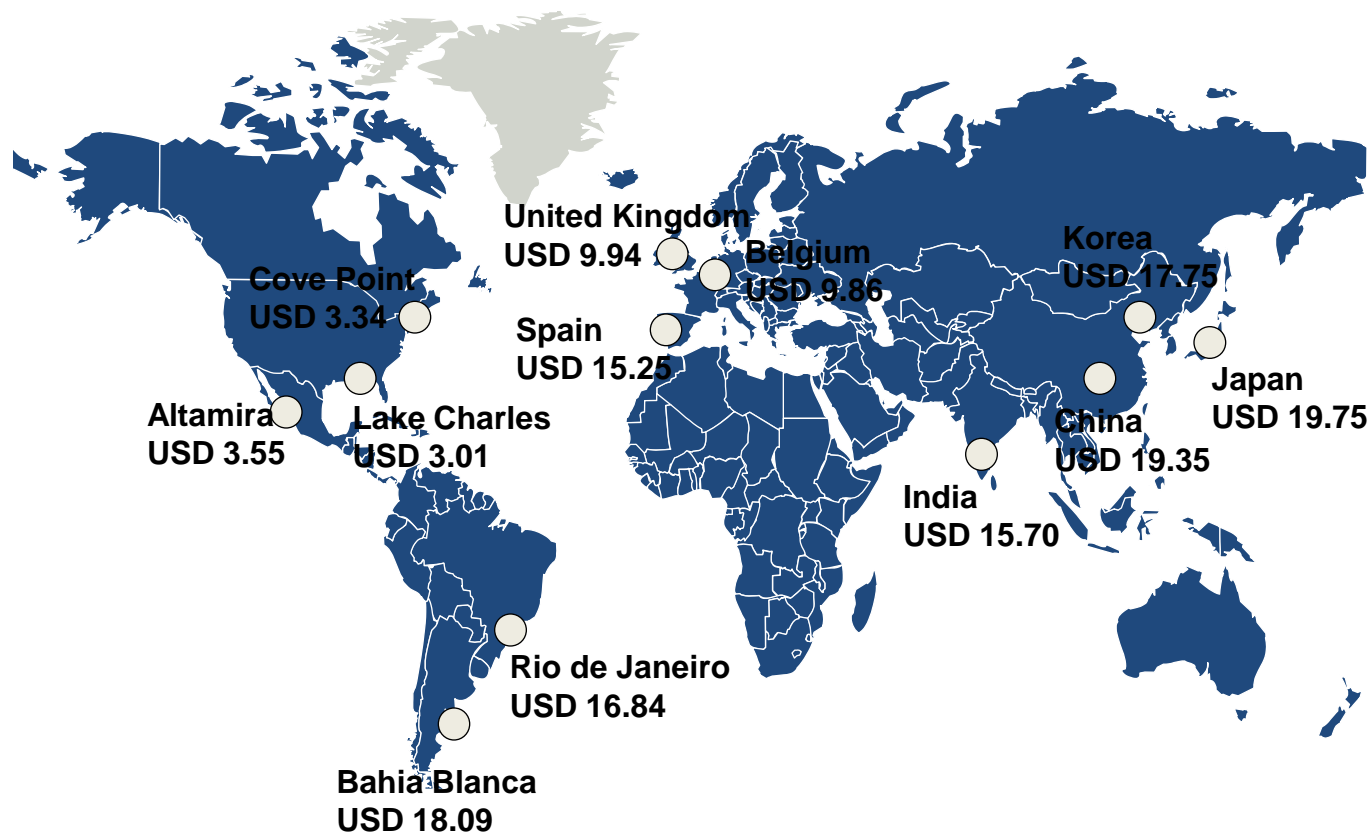 United Kingdom
USD 9.94
Belgium
USD 9.86
Korea
USD 17.75
Cove Point
USD 3.34
Spain
USD 15.25
Japan
USD 19.75
Altamira
USD 3.55
Lake Charles
USD 3.01
China
USD 19.35
India
USD 15.70
Rio de Janeiro
USD 16.84
Bahia Blanca
USD 18.09